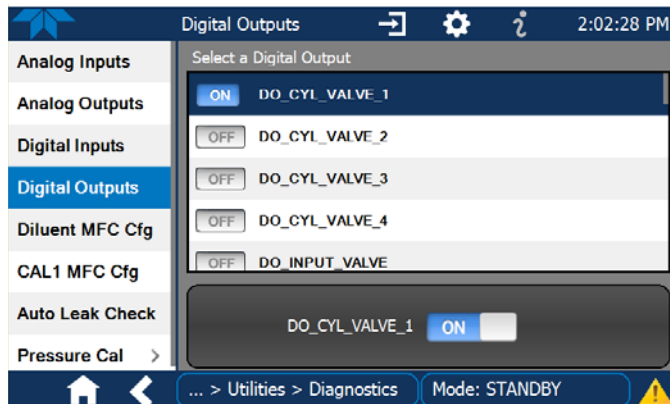 Digital Outputs 2:02:28 PM
Analog Inputs
Analog Outputs
Digital Inputs
Digital Outputs
Diluent MFC Cfg
CAL1 MFC Cfg
Auto Leak Check
Pressure Cal >
Select a Digital Output
ON DO_CYL_VALVE_1
OFF DO_CYL_VALVE_2
OFF DO_CYL_VALVE_3
OFF DO_CYL_VALVE_4
OFF DO_INPUT_VALVE
DO_CYL_VALVE_1 ON
... > Utilities > Diagnostics Mode: STANDBY